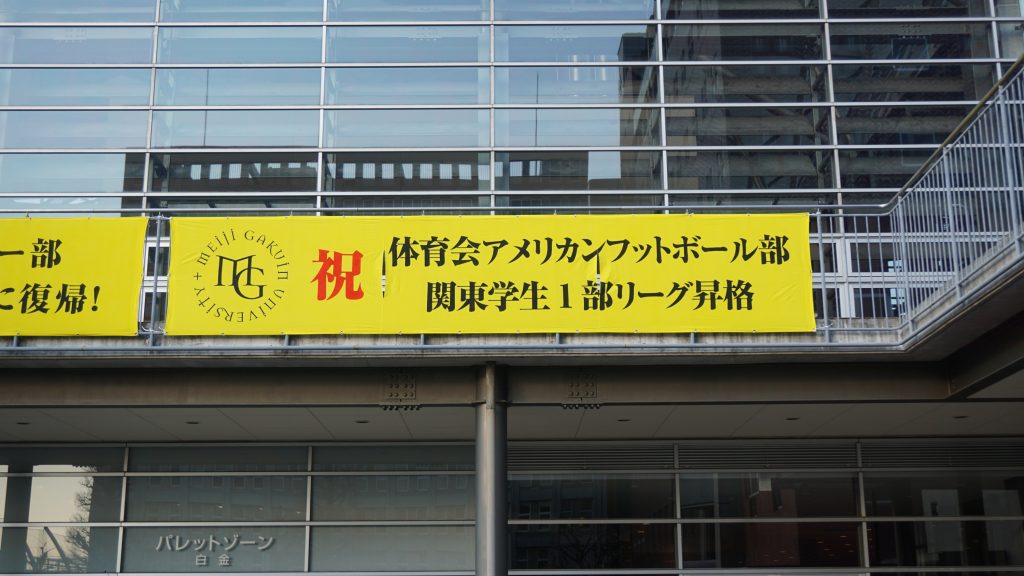 ー部
に復帰!
MEIJI GAKUIN UNIVERSITY
MG
祝
体育会アメリカンフットボール部
関東学生1部リーグ昇格
パレットゾーン
白金